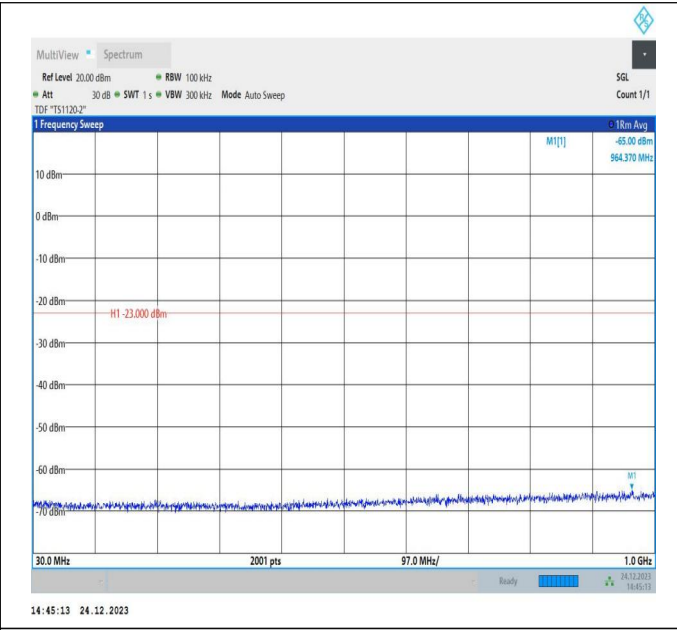 MultiView Spectrum
Ref Level 20.00 dBm RBW 100 kHz SGL
Att 30 dB SWT 1 s VBW 300 kHz Mode Auto Sweep Count 1/1
TDF "TS1120-2"
1 Frequency Sweep 1Rm Avg
M1[1] -65.00 dBm
964.370 MHz
10 dBm
0 dBm
-10 dBm
-20 dBm
H1 -23.000 dBm
-30 dBm
-40 dBm
-50 dBm
-60 dBm
M1
-70 dBm
30.0 MHz 2001 pts 97.0 MHz/ 1.0 GHz
Ready 24.12.2023
14:45:13
14:45:13 24.12.2023